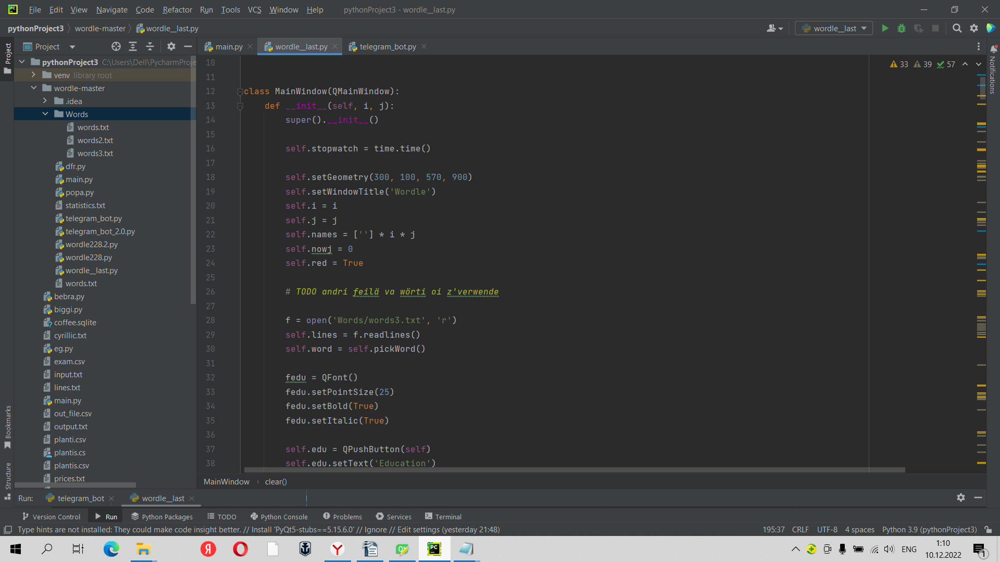 File Edit View Navigate Code Refactor Run Tools VCS Window Help pythonProject3 - wordle__last.py
pythonProject3 wordle-master wordle__last.py
wordle__last
Project
main.py wordle__last.py telegram_bot.py
Project
Bookmarks
Structure
Notifications
pythonProject3 C:\Users\Dell\PycharmProje
venv library root
wordle-master
.idea
Words
words.txt
words2.txt
words3.txt
dfr.py
main.py
popa.py
statistics.txt
telegram_bot.py
telegram_bot_2.0.py
wordle228.2.py
wordle228.py
wordle__last.py
words.txt
bebra.py
biggi.py
coffee.sqlite
cyrillic.txt
eg.py
exam.csv
input.txt
lines.txt
main.py
out_file.csv
output.txt
planti.csv
plantis.cs
plantis.csv
prices.txt
33 39 57
10
11
12 class MainWindow(QMainWindow):
13 def __init__(self, i, j):
14 super().__init__()
15
16 self.stopwatch = time.time()
17
18 self.setGeometry(300, 100, 570, 900)
19 self.setWindowTitle('Wordle')
20 self.i = i
21 self.j = j
22 self.names = [''] * i * j
23 self.nowj = 0
24 self.red = True
25
26 # TODO andri feilä va wörti oi z'verwende
27
28 f = open('Words/words3.txt', 'r')
29 self.lines = f.readlines()
30 self.word = self.pickWord()
31
32 fedu = QFont()
33 fedu.setPointSize(25)
34 fedu.setBold(True)
35 fedu.setItalic(True)
36
37 self.edu = QPushButton(self)
38 self.edu.setText('Education')
MainWindow clear()
Run: telegram_bot wordle__last
Version Control Run Python Packages TODO Python Console Problems Services Terminal
Type hints are not installed: They could make code insight better. // Install 'PyQt5-stubs==5.15.6.0' // Ignore // Edit settings (yesterday 21:48) 195:37 CRLF UTF-8 4 spaces Python 3.9 (pythonProject3)
ENG
1:10
10.12.2022
1